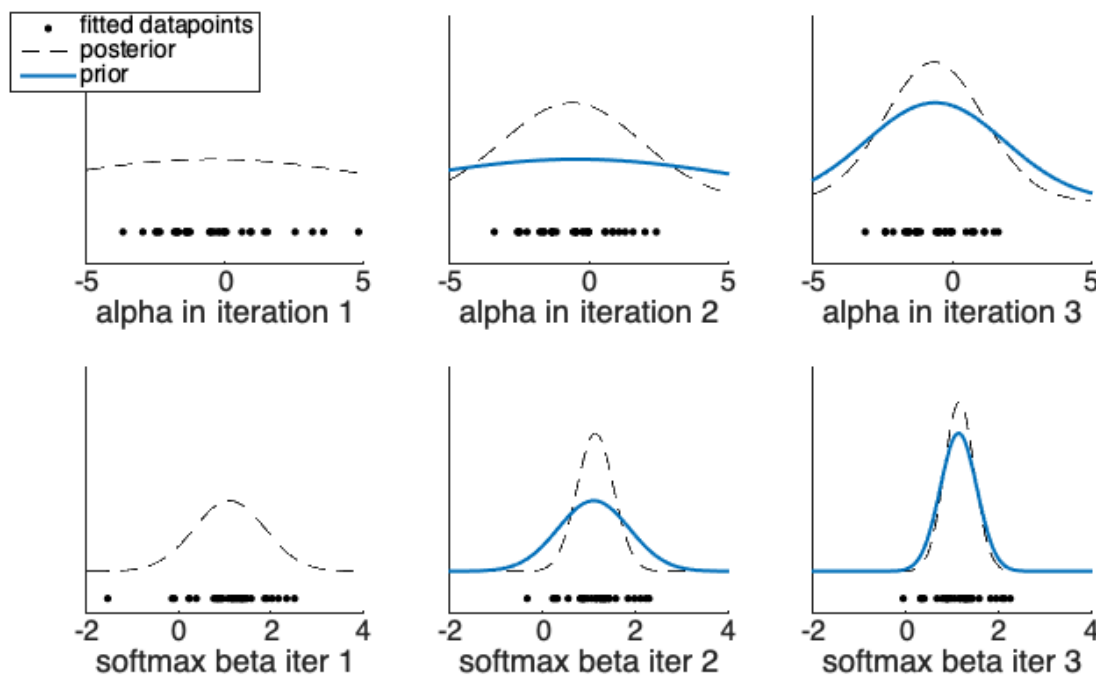 fitted datapoints
posterior
prior
-5 0 5
alpha in iteration 1
-5 0 5
alpha in iteration 2
-5 0 5
alpha in iteration 3
-2 0 2 4
softmax beta iter 1
-2 0 2 4
softmax beta iter 2
-2 0 2 4
softmax beta iter 3